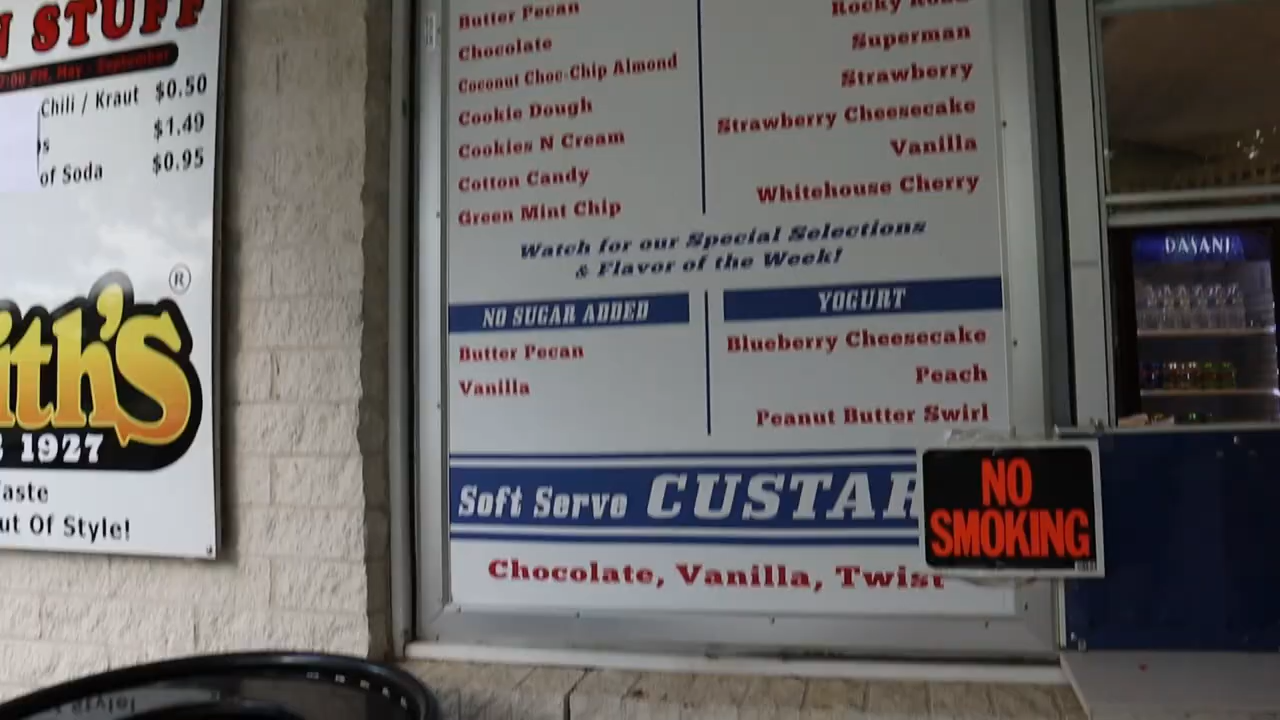 STUFF
:00 PM, May - September
Chili / Kraut $0.50
s $1.49
of Soda $0.95
®
ith's
1927
aste
ut Of Style!
Butter Pecan
Chocolate
Coconut Choc-Chip Almond
Cookie Dough
Cookies N Cream
Cotton Candy
Green Mint Chip
Rocky Road
Superman
Strawberry
Strawberry Cheesecake
Vanilla
Whitehouse Cherry
Watch for our Special Selections
& Flavor of the Week!
NO SUGAR ADDED
Butter Pecan
Vanilla
YOGURT
Blueberry Cheesecake
Peach
Peanut Butter Swirl
Soft Serve CUSTAR
Chocolate, Vanilla, Twist
NO
SMOKING
DASANI